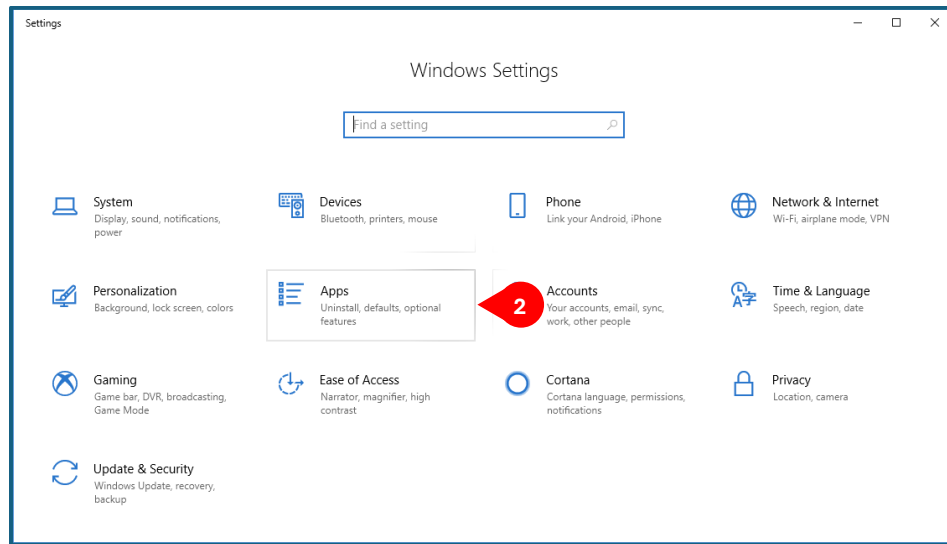 Settings
Windows Settings
Find a setting
System
Display, sound, notifications,
power
Devices
Bluetooth, printers, mouse
Phone
Link your Android, iPhone
Network & Internet
Wi-Fi, airplane mode, VPN
Personalization
Background, lock screen, colors
Apps
Uninstall, defaults, optional
features
2
Accounts
Your accounts, email, sync,
work, other people
Time & Language
Speech, region, date
Gaming
Game bar, DVR, broadcasting,
Game Mode
Ease of Access
Narrator, magnifier, high
contrast
Cortana
Cortana language, permissions,
notifications
Privacy
Location, camera
Update & Security
Windows Update, recovery,
backup